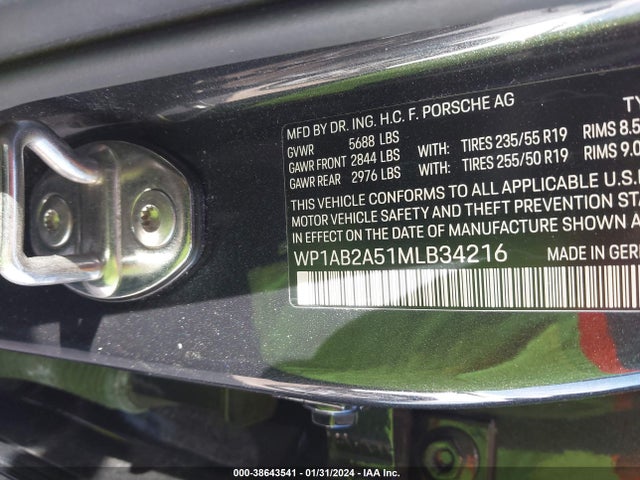 MFD BY DR. ING. H.C. F. PORSCHE AG
GVWR 5688 LBS
GAWR FRONT 2844 LBS WITH: TIRES 235/55 R19 RIMS 8.5
GAWR REAR 2976 LBS WITH: TIRES 255/50 R19 RIMS 9.0
THIS VEHICLE CONFORMS TO ALL APPLICABLE U.S.
MOTOR VEHICLE SAFETY AND THEFT PREVENTION STA
EFFECT ON THE DATE OF MANUFACTURE SHOWN A
WP1AB2A51MLB34216 MADE IN GER
000-38643541 - 01/31/2024 - IAA Inc.